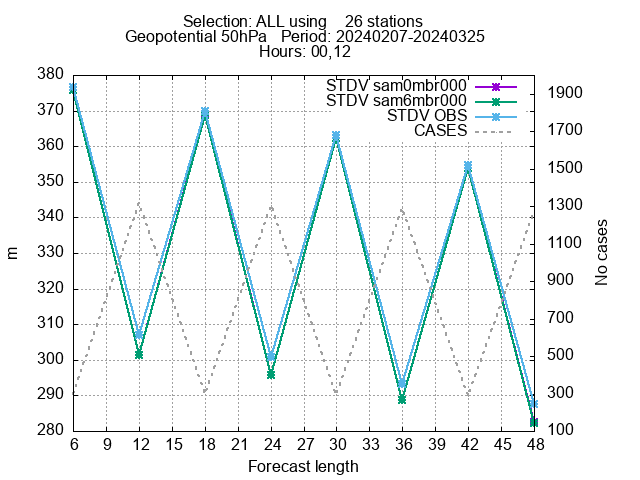 Selection: ALL using    26 stations
Geopotential 50hPa   Period: 20240207-20240325
Hours: 00,12
STDV sam0mbr000
STDV sam6mbr000
STDV OBS
CASES
380
370
360
350
340
330
320
310
300
290
280
m
1900
1700
1500
1300
1100
900
700
500
300
100
No cases
6 9 12 15 18 21 24 27 30 33 36 39 42 45 48
Forecast length